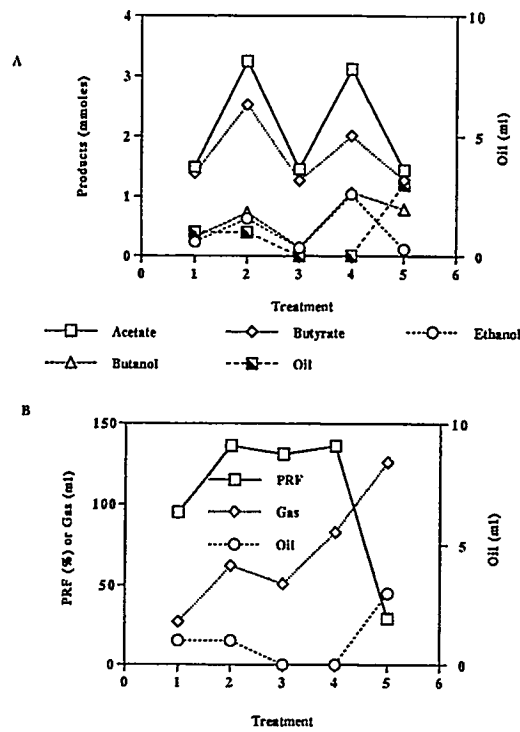 A
4
3
2
1
0
Products (mmoles)
10
5
0
Oil (ml)
0 1 2 3 4 5 6
Treatment
Acetate Butyrate Ethanol
Butanol Oil
B
150
100
50
0
PRF (%) or Gas (ml)
PRF
Gas
Oil
10
5
0
Oil (ml)
0 1 2 3 4 5 6
Treatment